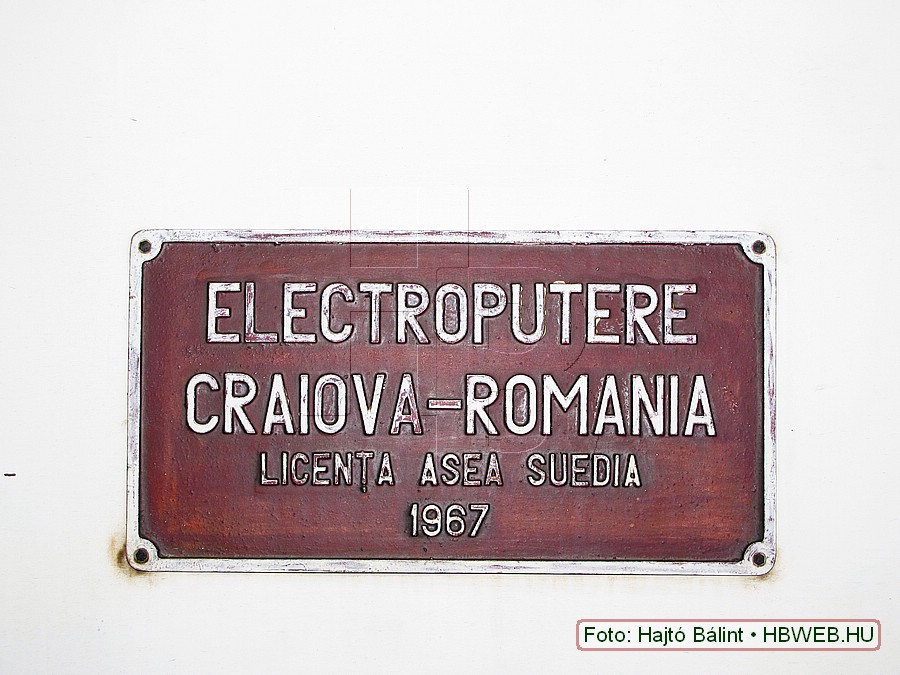 ELECTROPUTERE
CRAIOVA-ROMANIA
LICENȚA ASEA SUEDIA
1967
Foto: Hajtó Bálint • HBWEB.HU